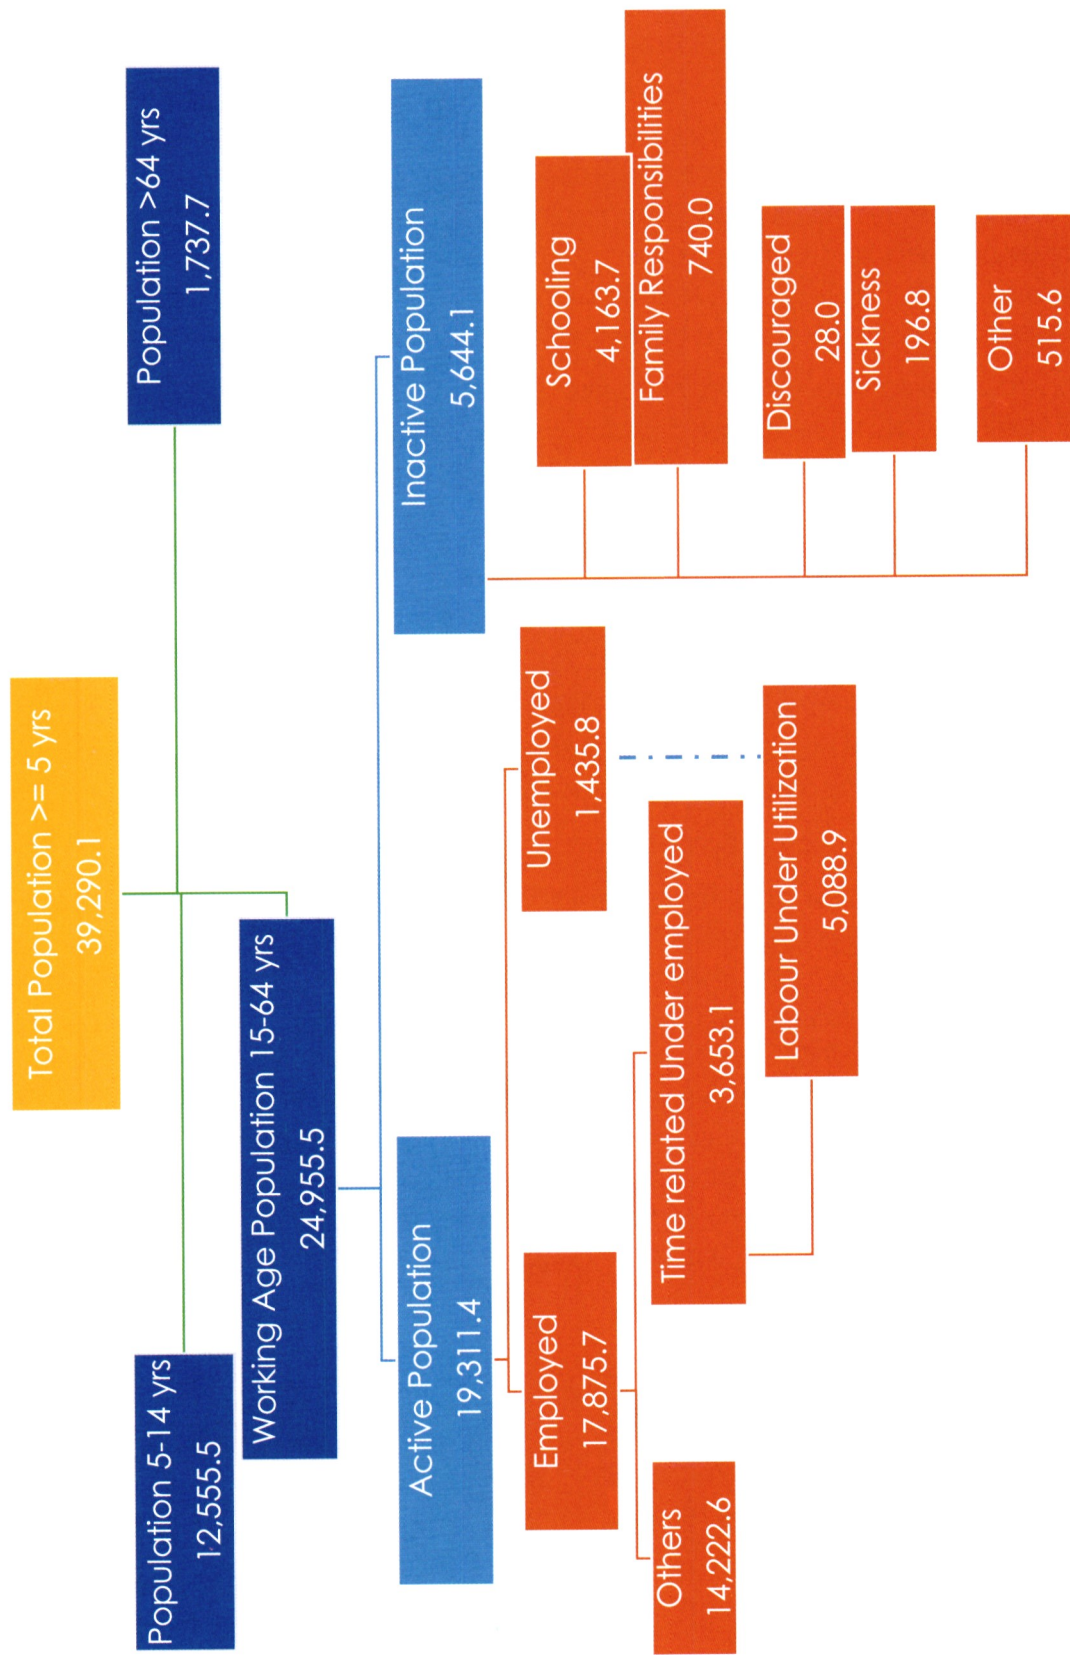 Total Population >= 5 yrs
39,290.1
Population 5-14 yrs
12,555.5
Population >64 yrs
1,737.7
Working Age Population 15-64 yrs
24,955.5
Active Population
19,311.4
Inactive Population
5,644.1
Employed
17,875.7
Unemployed
1,435.8
Others
14,222.6
Time related Under employed
3,653.1
Labour Under Utilization
5,088.9
Schooling
4,163.7
Family Responsibilities
740.0
Discouraged
28.0
Sickness
196.8
Other
515.6